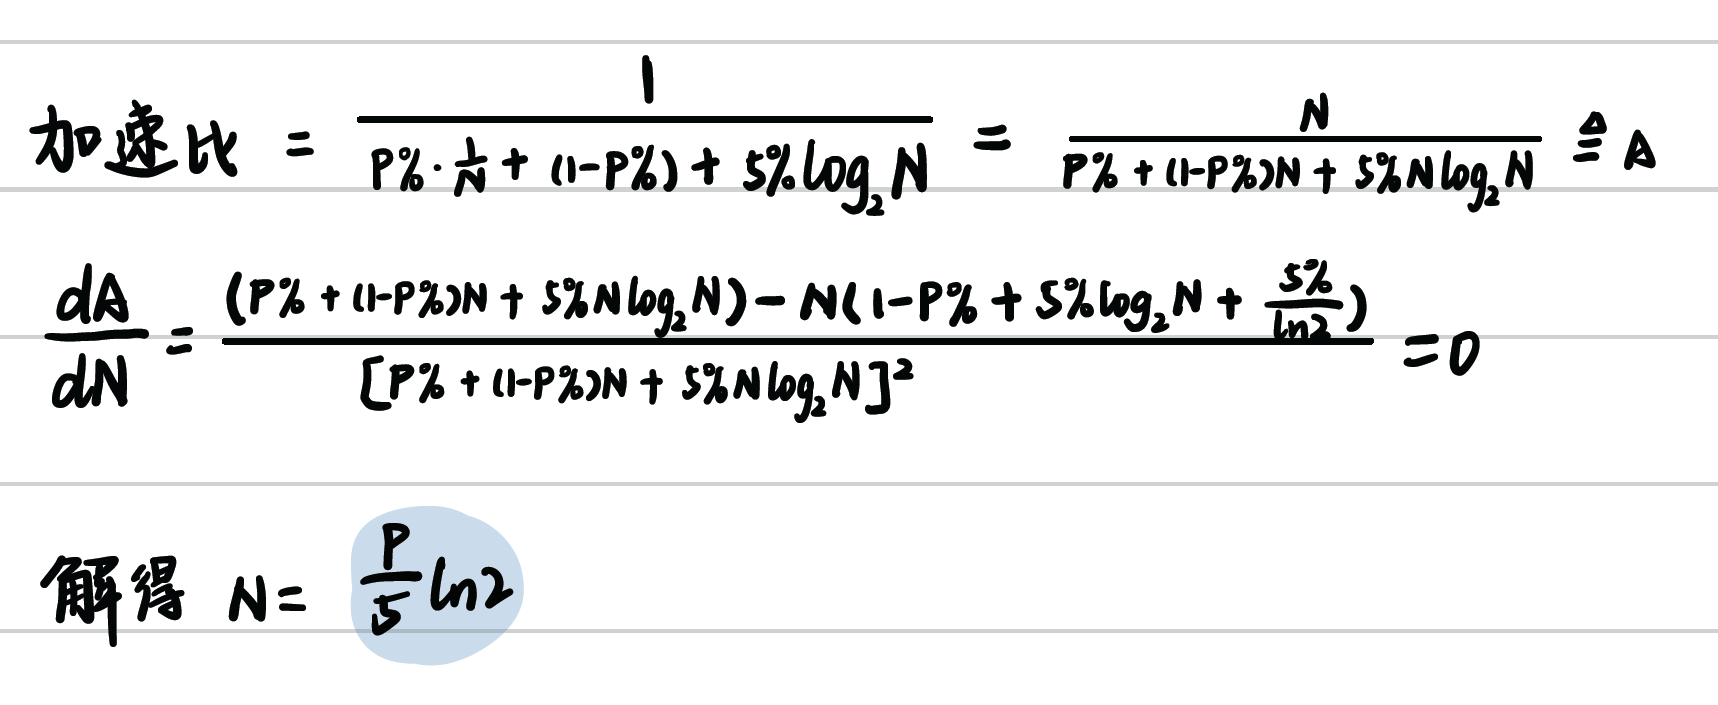 加速比 = 1 / (P%·1/N + (1-P%) + 5%log₂N) = N / (P% + (1-P%)N + 5%Nlog₂N) ≜ A
dA/dN = ((P% + (1-P%)N + 5%Nlog₂N) - N(1-P% + 5%log₂N + 5%/ln2)) / [P% + (1-P%)N + 5%Nlog₂N]² = 0
解得 N = P/5 ln2